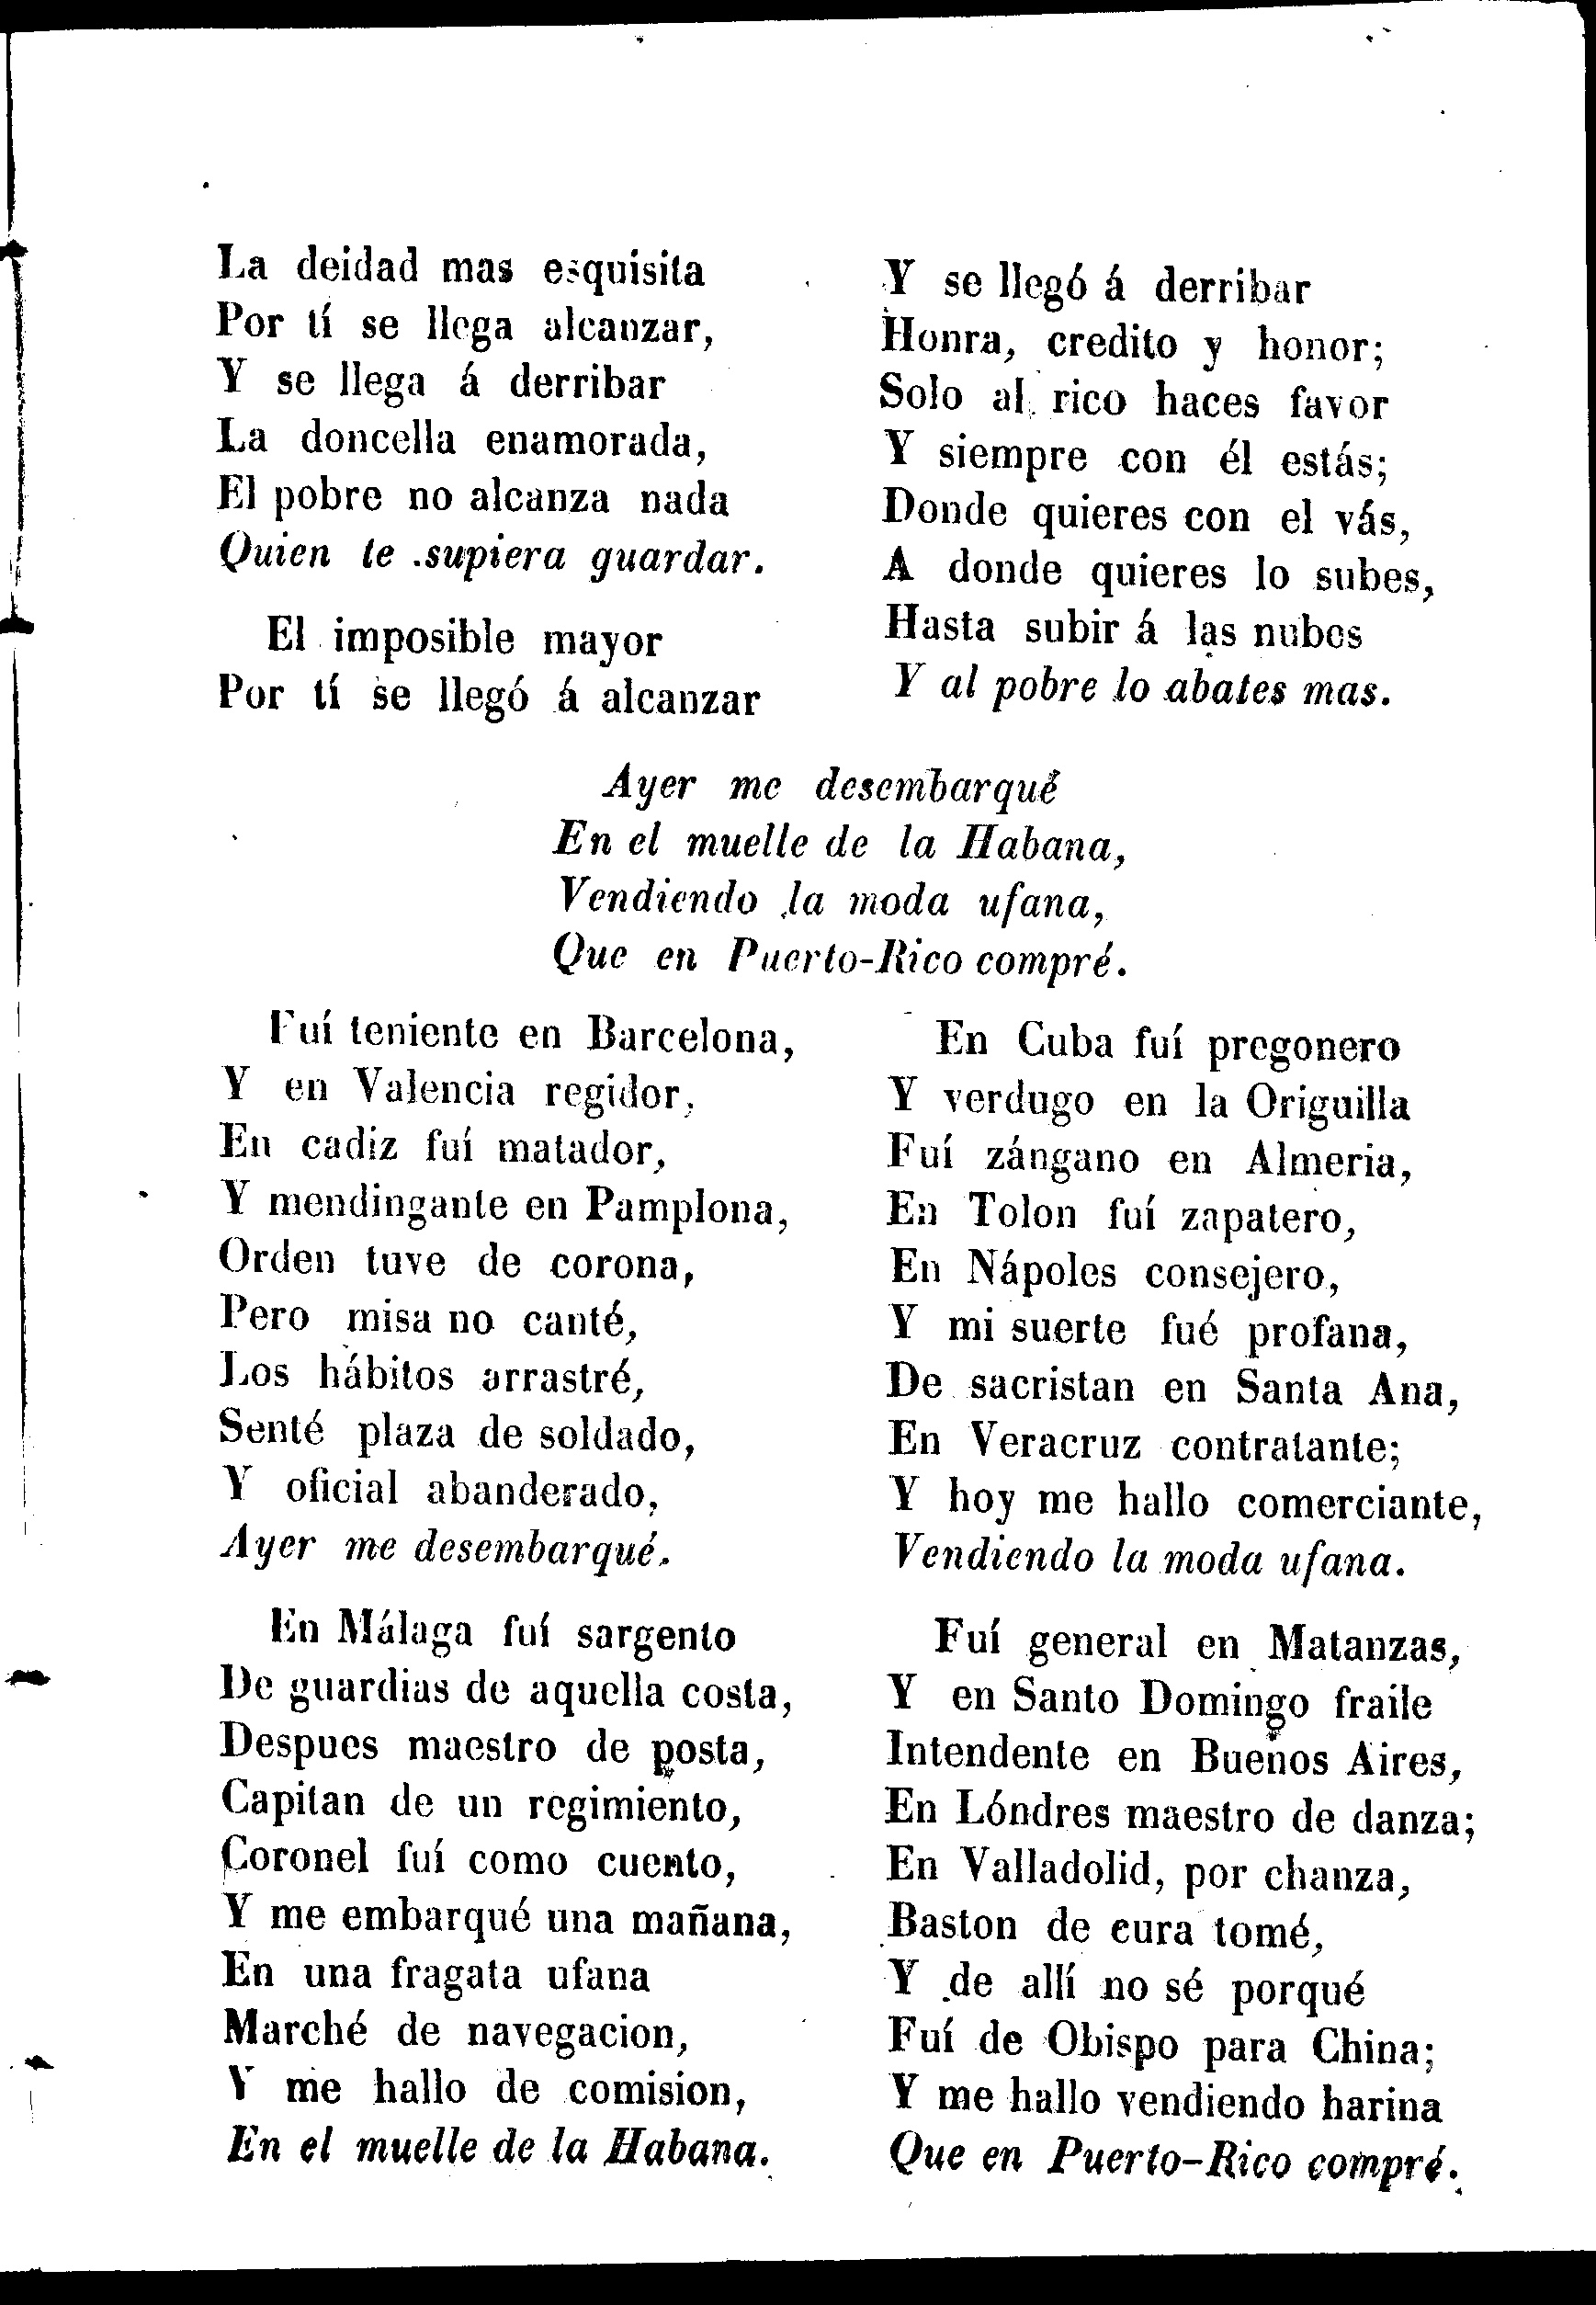 La deidad mas esquisita
Por tí se llega alcanzar,
Y se llega á derribar
La doncella enamorada,
El pobre no alcanza nada
Quien te supiera guardar.
El imposible mayor
Por tí se llegó á alcanzar
Y se llegó á derribar
Honra, credito y honor;
Solo al rico haces favor
Y siempre con él estás;
Donde quieres con el vás,
A donde quieres lo subes,
Hasta subir á las nubes
Y al pobre lo abates mas.
Ayer me desembarqué
En el muelle de la Habana,
Vendiendo la moda ufana,
Que en Puerto-Rico compré.
Fuí teniente en Barcelona,
Y en Valencia regidor,
En cadiz fuí matador,
Y mendingante en Pamplona,
Orden tuve de corona,
Pero misa no canté,
Los hábitos arrastré,
Senté plaza de soldado,
Y oficial abanderado,
Ayer me desembarqué.
En Málaga fuí sargento
De guardias de aquella costa,
Despues maestro de posta,
Capitan de un regimiento,
Coronel fuí como cuento,
Y me embarqué una mañana,
En una fragata ufana
Marché de navegacion,
Y me hallo de comision,
En el muelle de la Habana.
En Cuba fuí pregonero
Y verdugo en la Origuilla
Fuí zángano en Almeria,
En Tolon fuí zapatero,
En Nápoles consejero,
Y mi suerte fué profana,
De sacristan en Santa Ana,
En Veracruz contratante;
Y hoy me hallo comerciante,
Vendiendo la moda ufana.
Fuí general en Matanzas,
Y en Santo Domingo fraile
Intendente en Buenos Aires,
En Lóndres maestro de danza;
En Valladolid, por chanza,
Baston de cura tomé,
Y de allí no sé porqué
Fuí de Obispo para China;
Y me hallo vendiendo harina
Que en Puerto-Rico compré.